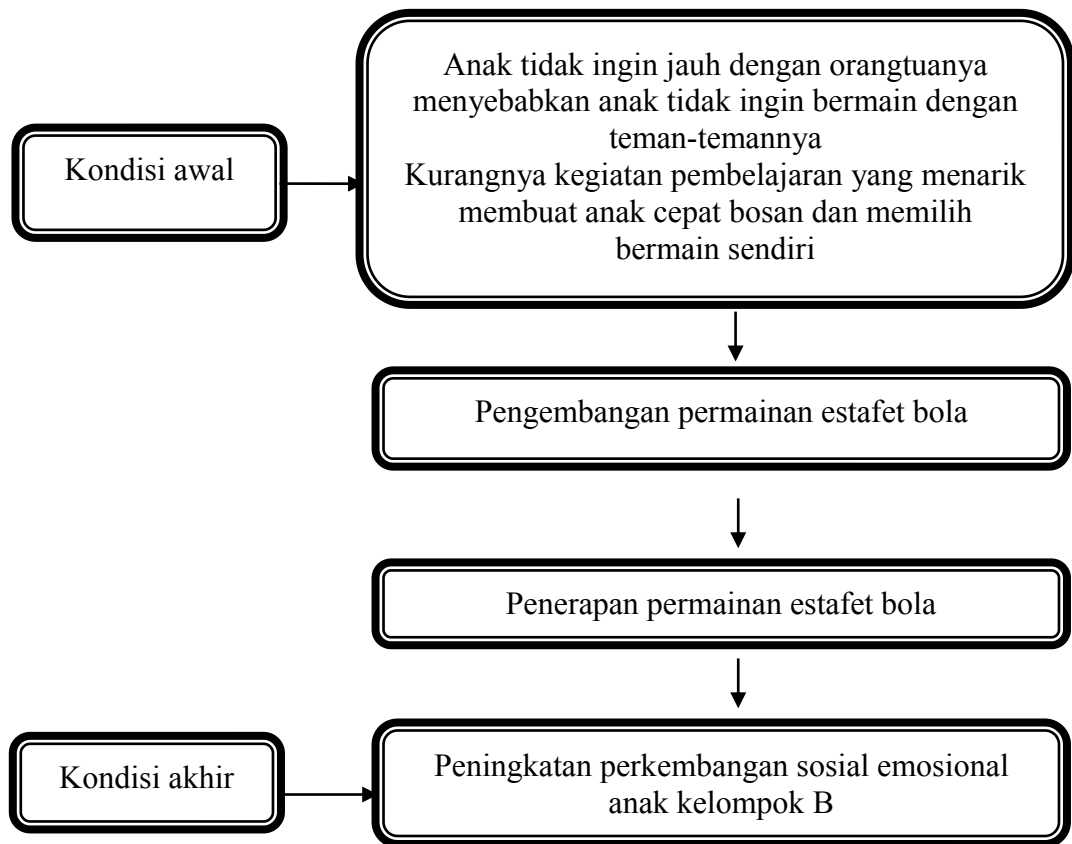 Kondisi awal
Anak tidak ingin jauh dengan orangtuanya
menyebabkan anak tidak ingin bermain dengan
teman-temannya
Kurangnya kegiatan pembelajaran yang menarik
membuat anak cepat bosan dan memilih
bermain sendiri
Pengembangan permainan estafet bola
Penerapan permainan estafet bola
Kondisi akhir
Peningkatan perkembangan sosial emosional
anak kelompok B